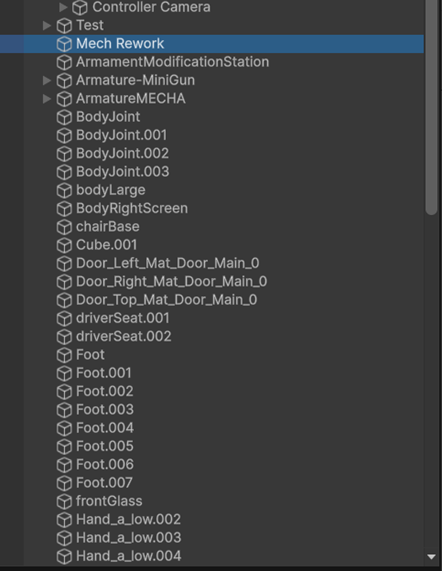 Controller Camera
Test
Mech Rework
ArmamentModificationStation
Armature-MiniGun
ArmatureMECHA
BodyJoint
BodyJoint.001
BodyJoint.002
BodyJoint.003
bodyLarge
BodyRightScreen
chairBase
Cube.001
Door_Left_Mat_Door_Main_0
Door_Right_Mat_Door_Main_0
Door_Top_Mat_Door_Main_0
driverSeat.001
driverSeat.002
Foot
Foot.001
Foot.002
Foot.003
Foot.004
Foot.005
Foot.006
Foot.007
frontGlass
Hand_a_low.002
Hand_a_low.003
Hand_a_low.004